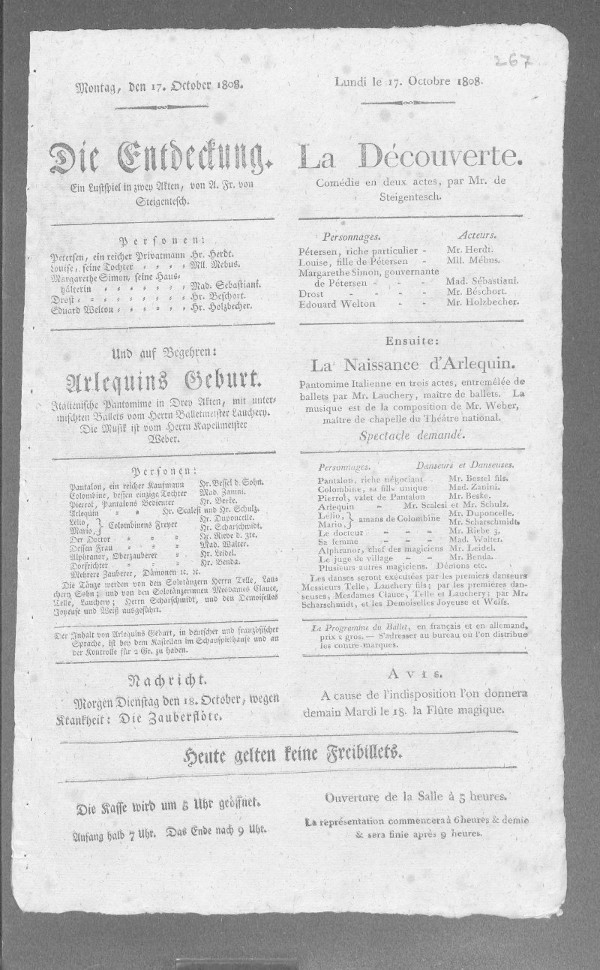 267
Montag, den 17. October 1808.
Die Entdeckung.
Ein Lustspiel in zwey Akten, von A. Fr. von
Steigentesch.
Personen:
Petersen, ein reicher Privatmann Hr. Herdt.
Louise, seine Tochter Mll. Mebus.
Margarethe Simon, seine Haus-
hälterin Mad. Sebastiani.
Drost Hr. Beschort.
Eduard Welton Hr. Holzbecher.
Und auf Begehren:
Arlequins Geburt.
Italienische Pantomime in Drey Akten, mit unter-
mischten Ballets vom Herrn Balletmeister Lauchery.
Die Musik ist vom Herrn Kapellmeister
Weber.
Personen:
Pantalon, ein reicher Kaufmann Hr. Bessel d. Sohn.
Colombine, dessen einzige Tochter Mad. Zanini.
Pierrot, Pantalons Bedienter Hr. Beske.
Arlequin Hr. Scalesi und Hr. Schulz.
Lelio, } Colombinens Freyer Hr. Duponcelle.
Mario, } Hr. Scharschmidt.
Der Doctor Hr. Riebe d. 3te.
Dessen Frau Mad. Walter.
Alphranor, Oberzauberer Hr. Leidel.
Dorfrichter Hr. Benda.
Mehrere Zauberer, Dämonen ic. ic.
Die Tänze werden von den Solotänzern Herrn Telle, Lau-
chery Sohn; und von den Solotänzerinnen Mesdames Clauce,
Telle, Lauchery; Herrn Scharschmidt, und den Demoiselles
Joyeuse und Weiß ausgeführt.
Der Inhalt von Arlequins Geburt, in deutscher und französischer
Sprache, ist bey dem Kastellan im Schauspielhause und an
der Kontrolle für 2 Gr. zu haben.
Nachricht.
Morgen Dienstag den 18. October, wegen
Krankheit: Die Zauberflöte.
Lundi le 17. Octobre 1808.
La Découverte.
Comédie en deux actes, par Mr. de
Steigentesch.
Personnages. Acteurs.
Pétersen, riche particulier - Mr. Herdt.
Louise, fille de Pétersen - Mll. Mébus.
Margarethe Simon, gouvernante
de Pétersen - - - Mad. Sébastiani.
Drost - - - Mr. Béschort.
Edouard Welton - - Mr. Holzbecher.
Ensuite:
La Naissance d'Arlequin.
Pantomime Italienne en trois actes, entremêlée de
ballets par Mr. Lauchery, maître de ballets. La
musique est de la composition de Mr. Weber,
maître de chapelle du Théatre national.
Spectacle demandé.
Personnages. Danseurs et Danseuses.
Pantalon, riche négotiant Mr. Bessel fils.
Colombine, sa fille unique Mad. Zanini.
Pierrot, valet de Pantalon Mr. Beske.
Arlequin - Mr. Scalesi et Mr. Schulz.
Lelio, } amans de Colombine Mr. Duponcelle.
Mario, } Mr. Scharschmidt.
Le docteur - - - Mr. Riebe 3.
Sa femme - - - Mad. Walter.
Alphranor, chef des magiciens Mr. Leidel.
Le juge de village - - Mr. Benda.
Plusieurs autres magiciens. Démons etc.
Les danses seront exécutées par les premiers danseurs
Messieurs Telle, Lauchery fils; par les premières dan-
seuses, Mesdames Clauce, Telle et Lauchery; par Mr.
Scharschmidt, et les Demoiselles Joyeuse et Weiss.
Le Programme du Ballet, en français et en allemand,
prix 2 gros. — S'adresser au bureau où l'on distribue
les contre-marques.
Avis.
A cause de l'indisposition l'on donnera
demain Mardi le 18. la Flûte magique.
Heute gelten keine Freibillets.
Die Kasse wird um 5 Uhr geöffnet.
Anfang halb 7 Uhr. Das Ende nach 9 Uhr.
Ouverture de la Salle à 5 heures.
La représentation commencera à 6 heures & demie
& sera finie après 9 heures.